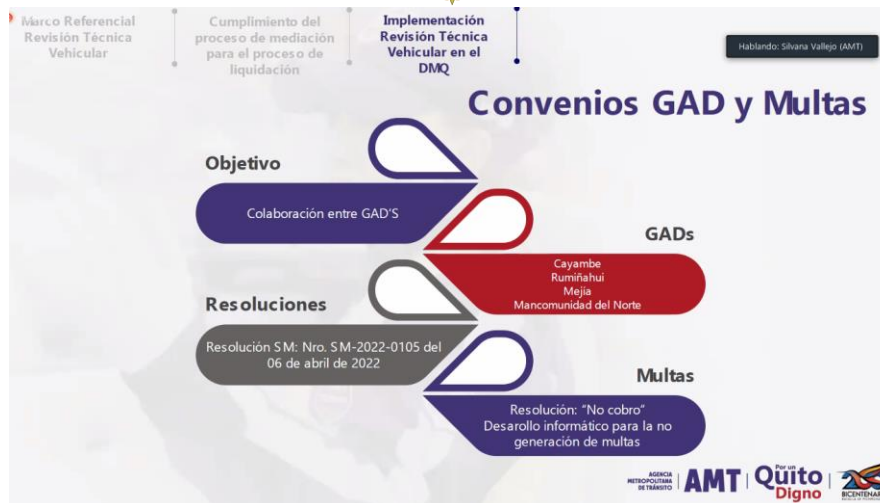 Marco Referencial
Revisión Técnica
Vehicular
Cumplimiento del
proceso de mediación
para el proceso de
liquidación
Implementación
Revisión Técnica
Vehicular en el
DMQ
Hablando: Silvana Vallejo (AMT)
Convenios GAD y Multas
Objetivo
Colaboración entre GAD'S
GADs
Cayambe
Rumiñahui
Mejía
Mancomunidad del Norte
Resoluciones
Resolución SM: Nro. SM-2022-0105 del
06 de abril de 2022
Multas
Resolución: "No cobro"
Desarollo informático para la no
generación de multas
AGENCIA
METROPOLITANA
DE TRÁNSITO
AMT
Por un
Quito
Digno